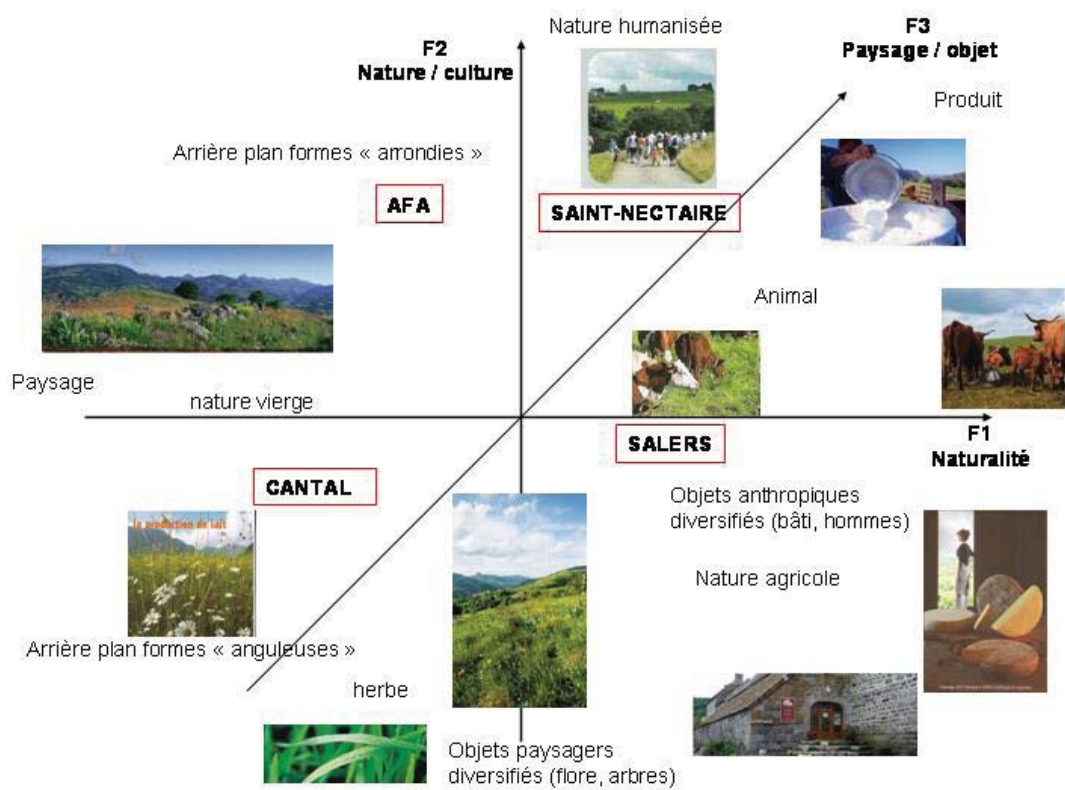 Nature humanisée
F2
Nature / culture
F3
Paysage / objet
Produit
Arrière plan formes « arrondies »
AFA
SAINT-NECTAIRE
Animal
Paysage
nature vierge
F1
Naturalité
SALERS
CANTAL
Objets anthropiques
diversifiés (bâti, hommes)
la production de lait
Nature agricole
Arrière plan formes « anguleuses »
herbe
Objets paysagers
diversifiés (flore, arbres)